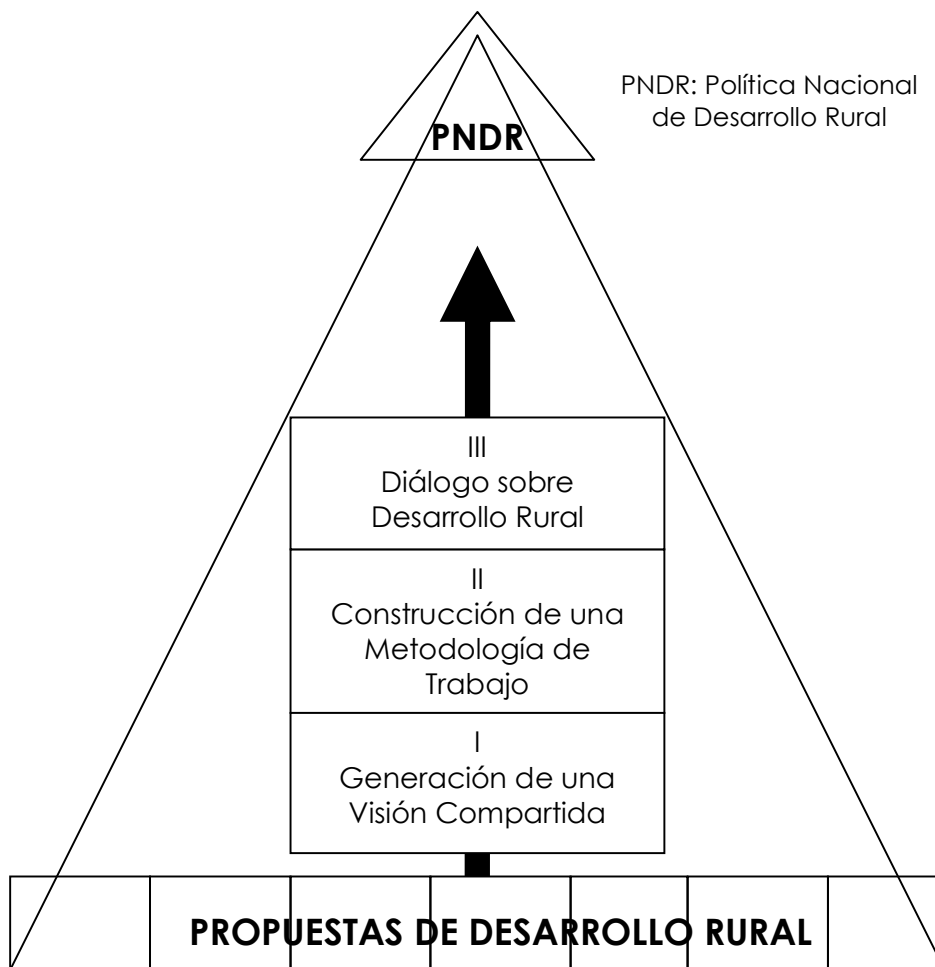 PNDR: Política Nacional
de Desarrollo Rural
PNDR
III
Diálogo sobre
Desarrollo Rural
II
Construcción de una
Metodología de
Trabajo
I
Generación de una
Visión Compartida
PROPUESTAS DE DESARROLLO RURAL